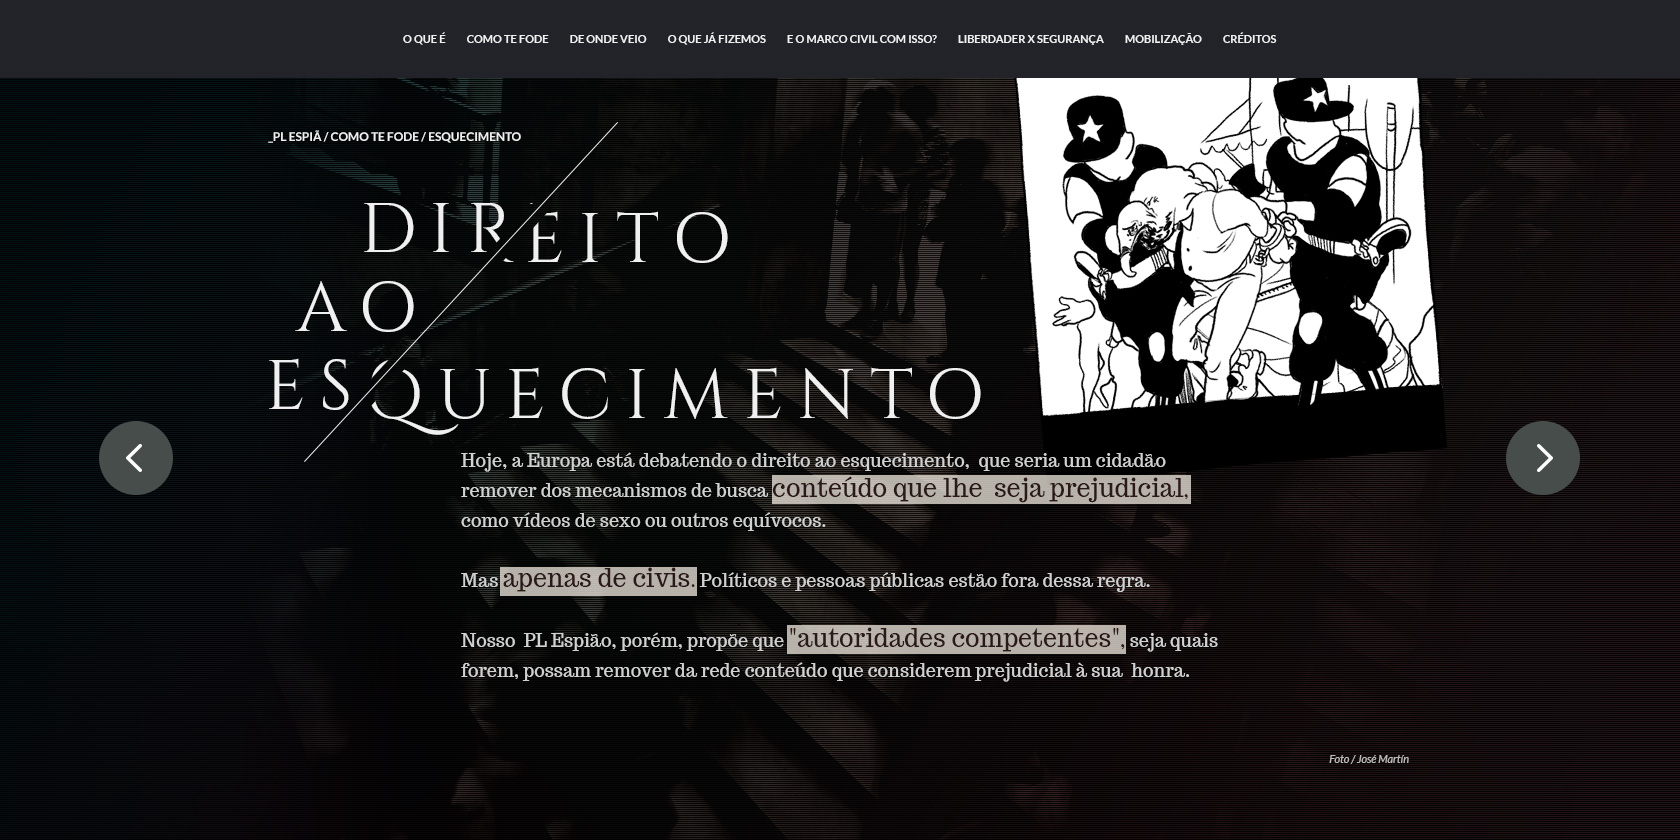 O QUE É COMO TE FODE DE ONDE VEIO O QUE JÁ FIZEMOS E O MARCO CIVIL COM ISSO? LIBERDADER X SEGURANÇA MOBILIZAÇÃO CRÉDITOS
_PL ESPIÃ / COMO TE FODE / ESQUECIMENTO
DIREITO
AO
ESQUECIMENTO
Hoje, a Europa está debatendo o direito ao esquecimento, que seria um cidadão
remover dos mecanismos de busca conteúdo que lhe seja prejudicial,
como vídeos de sexo ou outros equívocos.
Mas apenas de civis. Políticos e pessoas públicas estão fora dessa regra.
Nosso PL Espião, porém, propõe que "autoridades competentes", seja quais
forem, possam remover da rede conteúdo que considerem prejudicial à sua honra.
Foto / José Martín